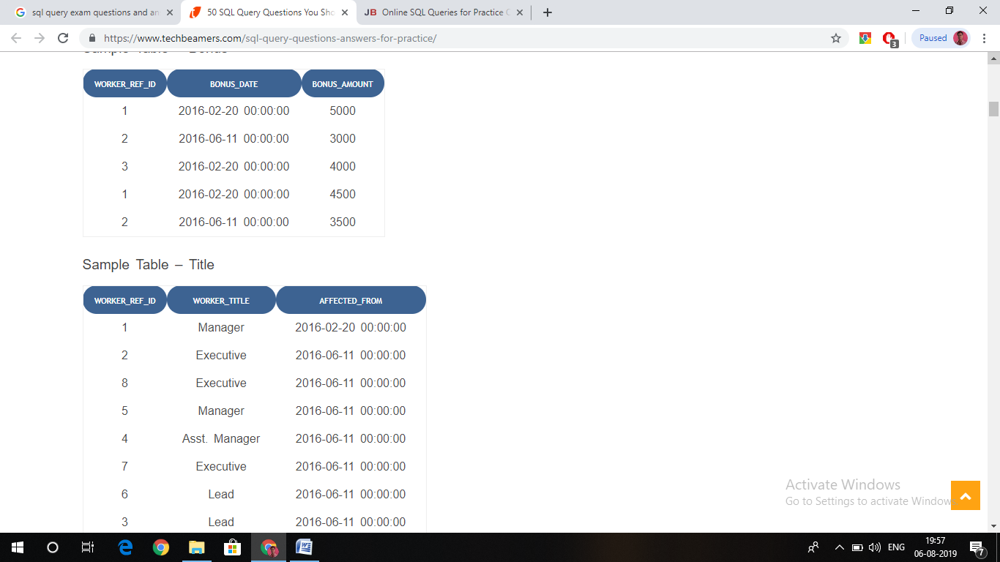 sql query exam questions and an
50 SQL Query Questions You Sho
JB Online SQL Queries for Practice
https://www.techbeamers.com/sql-query-questions-answers-for-practice/
3
Paused
Sample Table – Bonus
WORKER_REF_ID BONUS_DATE BONUS_AMOUNT
1 2016-02-20 00:00:00 5000
2 2016-06-11 00:00:00 3000
3 2016-02-20 00:00:00 4000
1 2016-02-20 00:00:00 4500
2 2016-06-11 00:00:00 3500
Sample Table – Title
WORKER_REF_ID WORKER_TITLE AFFECTED_FROM
1 Manager 2016-02-20 00:00:00
2 Executive 2016-06-11 00:00:00
8 Executive 2016-06-11 00:00:00
5 Manager 2016-06-11 00:00:00
4 Asst. Manager 2016-06-11 00:00:00
7 Executive 2016-06-11 00:00:00
6 Lead 2016-06-11 00:00:00
3 Lead 2016-06-11 00:00:00
Activate Windows
Go to Settings to activate Window
ENG
19:57
06-08-2019
7